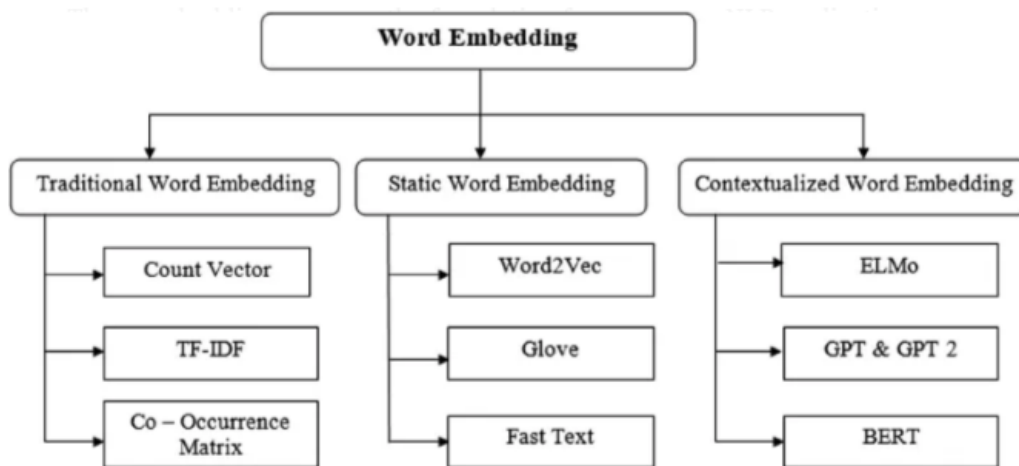 Word Embedding
Traditional Word Embedding
Static Word Embedding
Contextualized Word Embedding
Count Vector
Word2Vec
ELMo
TF-IDF
Glove
GPT & GPT 2
Co – Occurrence
Matrix
Fast Text
BERT